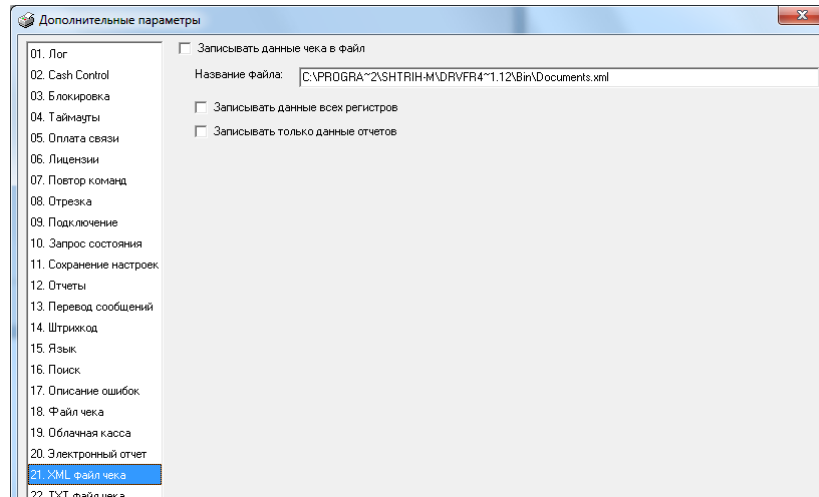 Дополнительные параметры
01. Лог
02. Cash Control
03. Блокировка
04. Таймауты
05. Оплата связи
06. Лицензии
07. Повтор команд
08. Отрезка
09. Подключение
10. Запрос состояния
11. Сохранение настроек
12. Отчеты
13. Перевод сообщений
14. Штрихкод
15. Язык
16. Поиск
17. Описание ошибок
18. Файл чека
19. Облачная касса
20. Электронный отчет
21. XML файл чека
22. TXT файл чека
Записывать данные чека в файл
Название файла: C:\PROGRA~2\SHTRIH-M\DRVFR4~1.12\Bin\Documents.xml
Записывать данные всех регистров
Записывать только данные отчетов